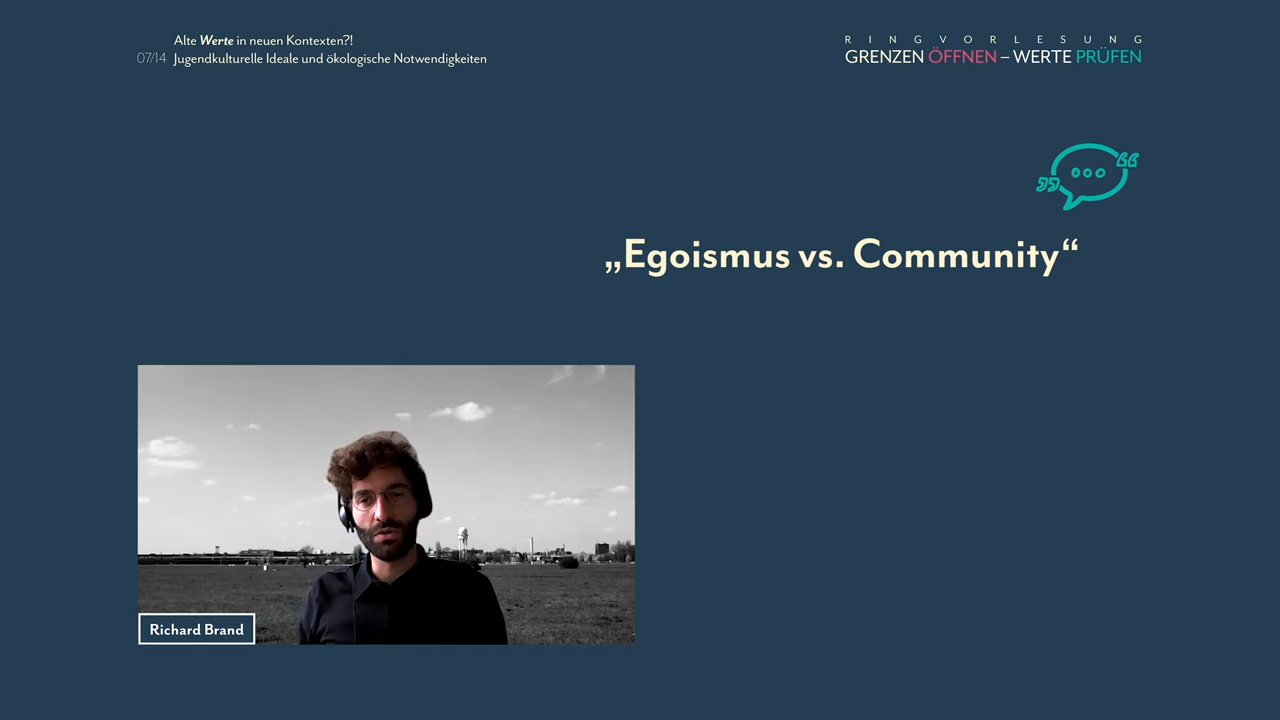 Alte Werte in neuen Kontexten?!
07/14 Jugendkulturelle Ideale und ökologische Notwendigkeiten
RINGVORLESUNG
GRENZEN ÖFFNEN – WERTE PRÜFEN
„Egoismus vs. Community“
Richard Brand